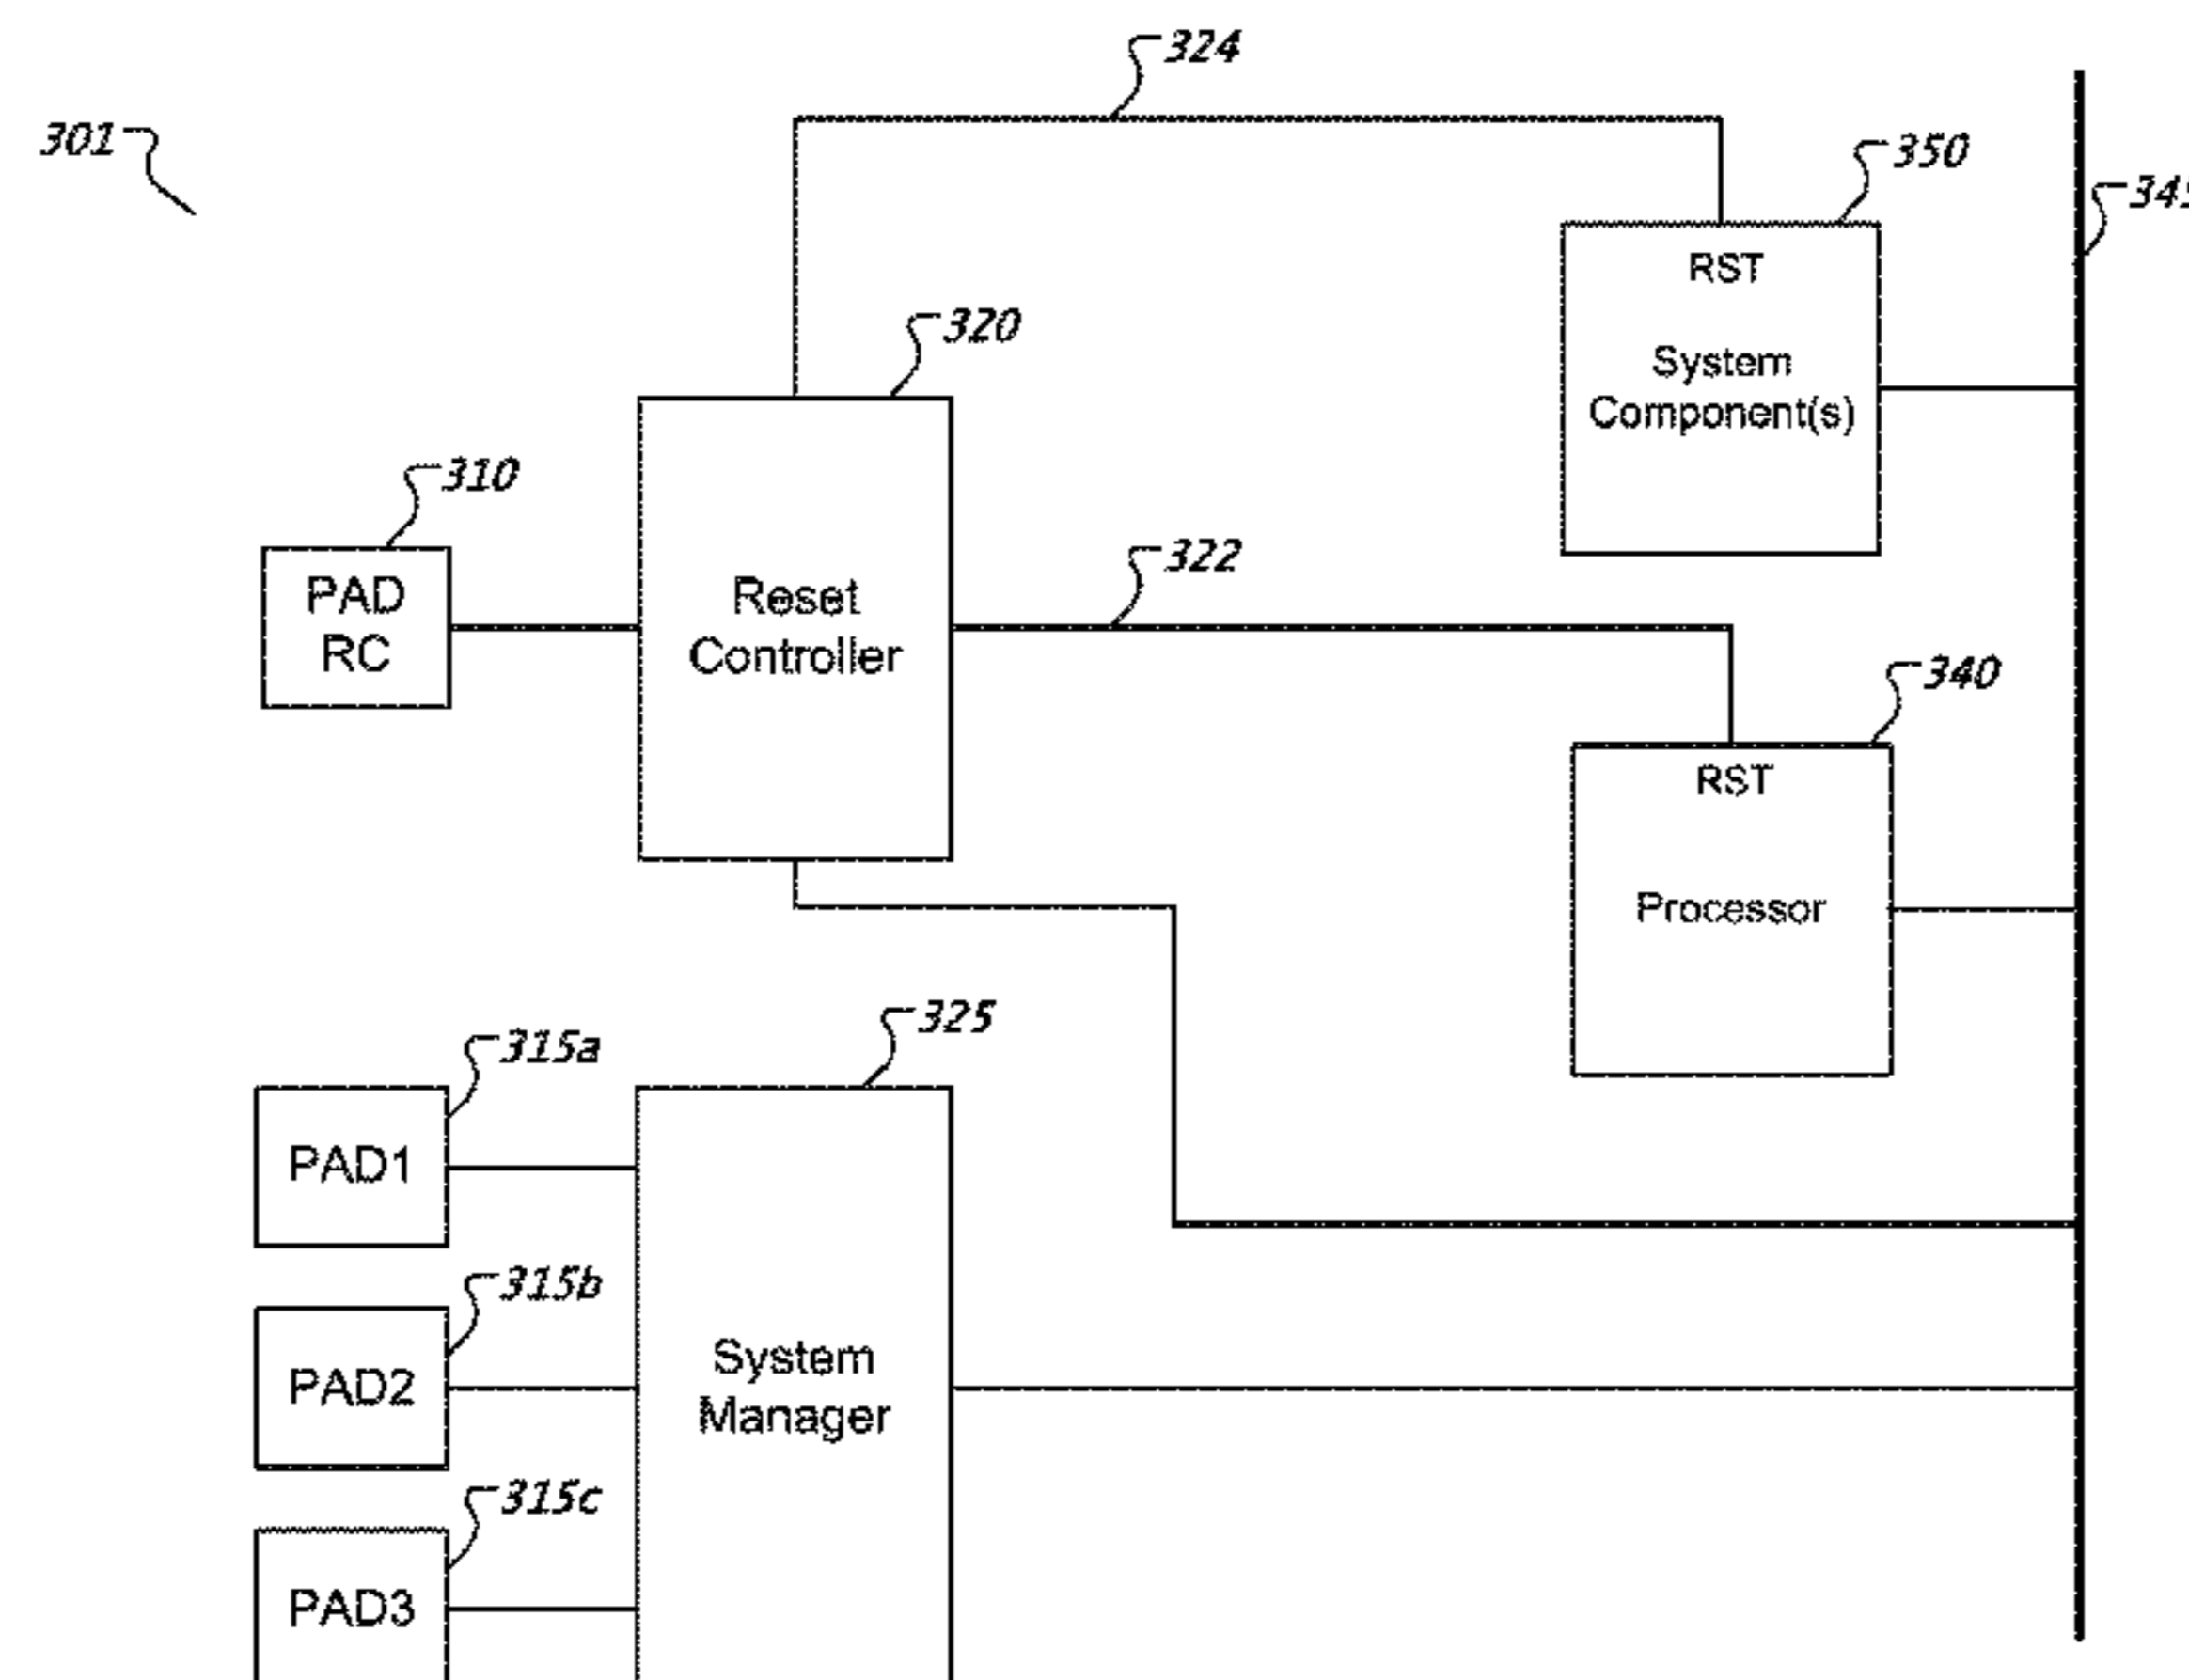 324
301
350
345
RST
320
System
Component(s)
310
322
PAD
RC
Reset
Controller
340
RST
Processor
325
315a
PAD1
315b
System
Manager
PAD2
315c
PAD3